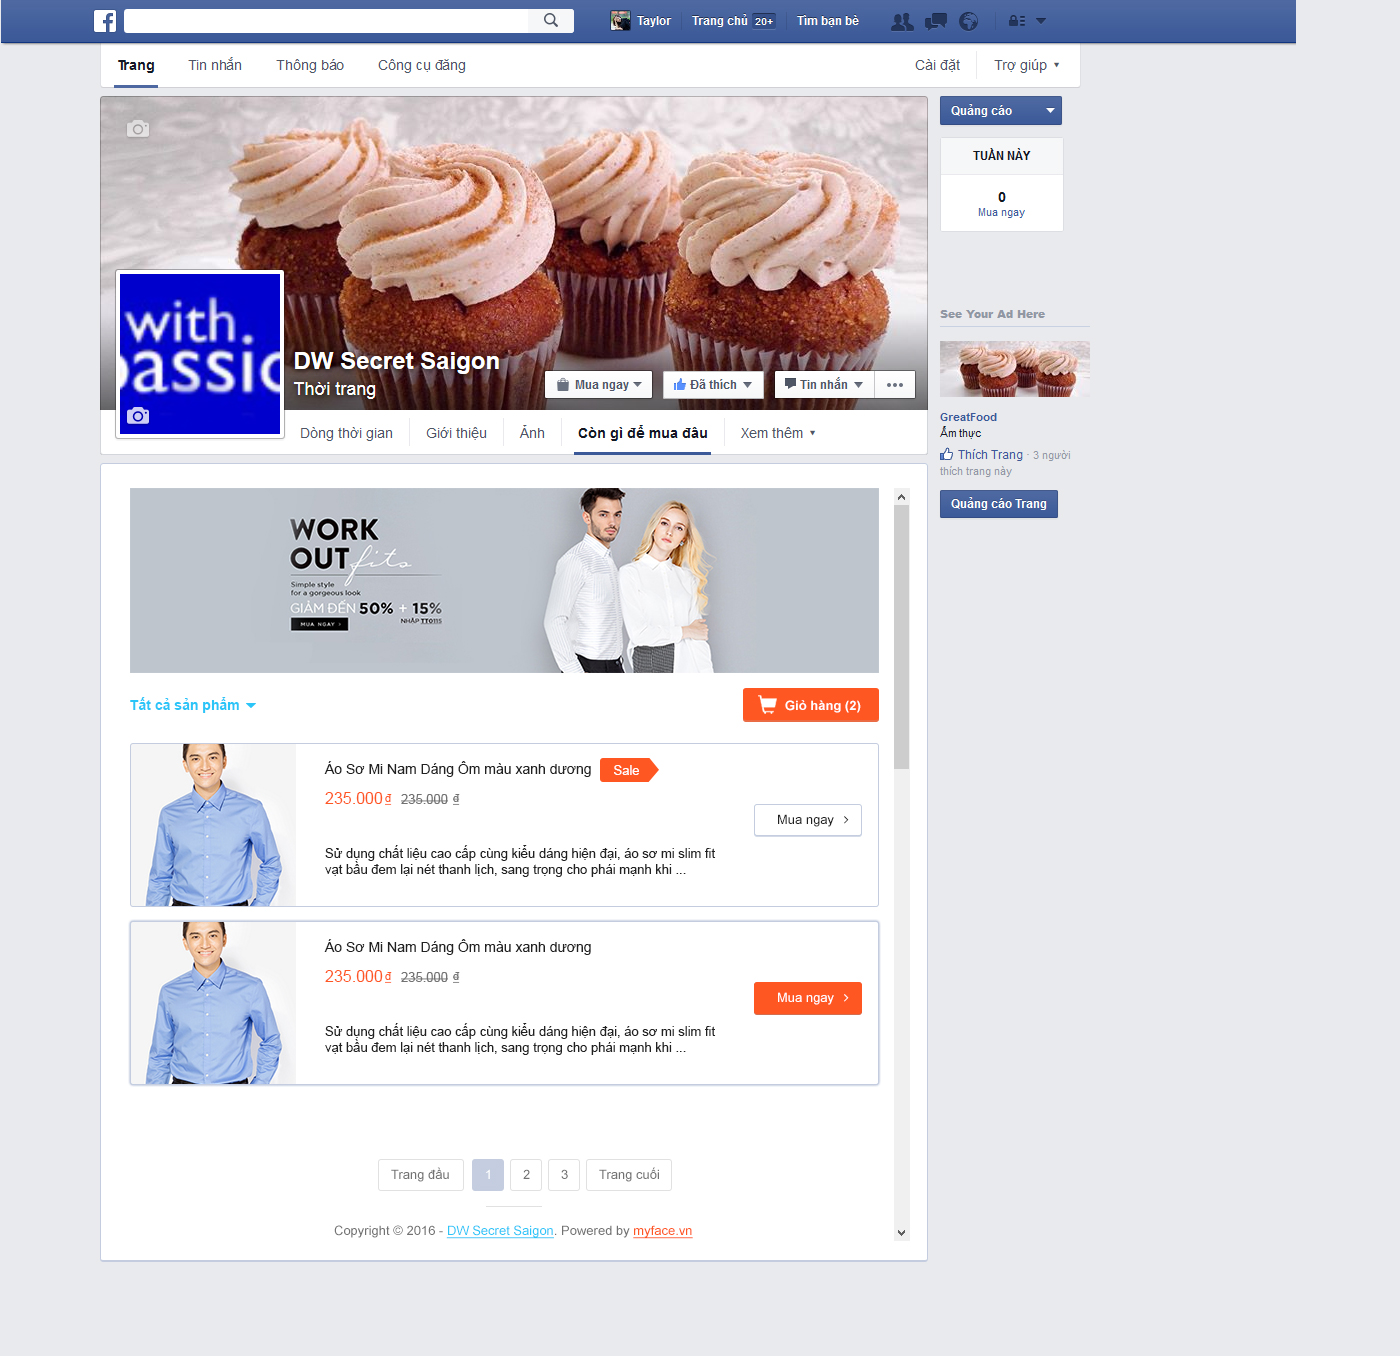 Taylor Trang chủ 20+ Tìm bạn bè
Trang Tin nhắn Thông báo Công cụ đăng Cài đặt Trợ giúp
Quảng cáo
TUẦN NÀY
0
Mua ngay
with.
passic
DW Secret Saigon
Thời trang
Mua ngay Đã thích Tin nhắn
Dòng thời gian Giới thiệu Ảnh Còn gì để mua đâu Xem thêm
See Your Ad Here
GreatFood
Ẩm thực
Thích Trang · 3 người
thích trang này
Quảng cáo Trang
WORK
OUT fits
Simple style
for a gorgeous look
GIẢM ĐẾN 50% + 15%
MUA NGAY › NHẬP TT0115
Tất cả sản phẩm
Giỏ hàng (2)
Áo Sơ Mi Nam Dáng Ôm màu xanh dương Sale
235.000 ₫ 235.000 ₫
Mua ngay
Sử dụng chất liệu cao cấp cùng kiểu dáng hiện đại, áo sơ mi slim fit
vạt bầu đem lại nét thanh lịch, sang trọng cho phái mạnh khi ...
Áo Sơ Mi Nam Dáng Ôm màu xanh dương
235.000 ₫ 235.000 ₫
Mua ngay
Sử dụng chất liệu cao cấp cùng kiểu dáng hiện đại, áo sơ mi slim fit
vạt bầu đem lại nét thanh lịch, sang trọng cho phái mạnh khi ...
Trang đầu 1 2 3 Trang cuối
Copyright © 2016 - DW Secret Saigon. Powered by myface.vn